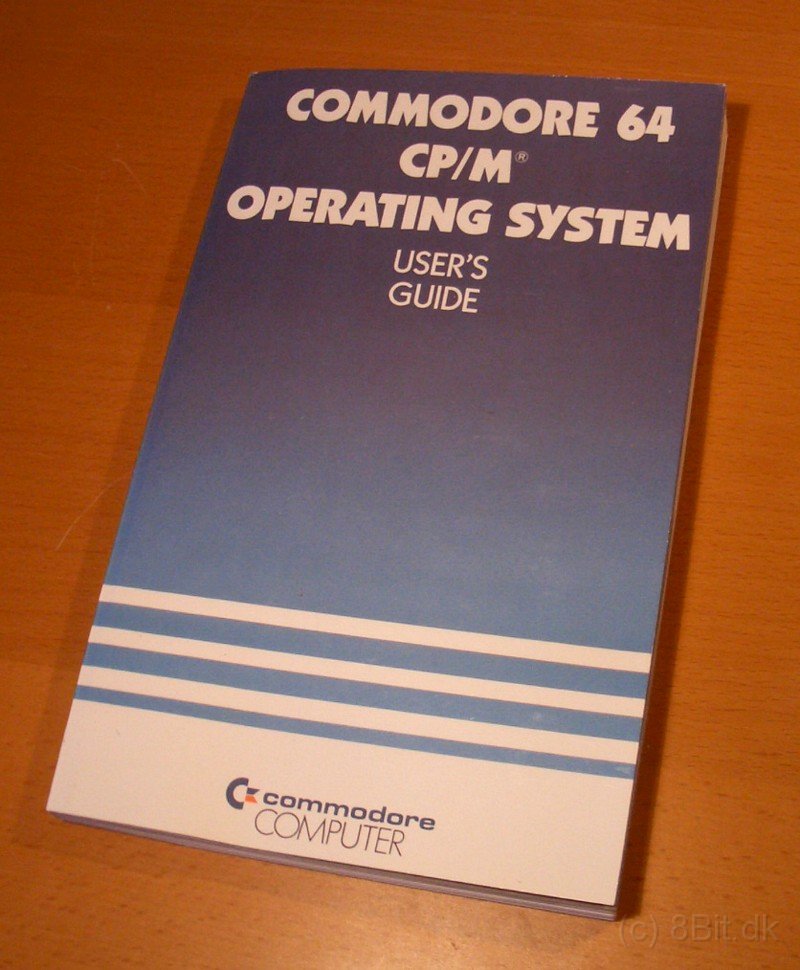 COMMODORE 64
CP/M®
OPERATING SYSTEM
USER'S
GUIDE
commodore
COMPUTER
(c) 8Bit.dk